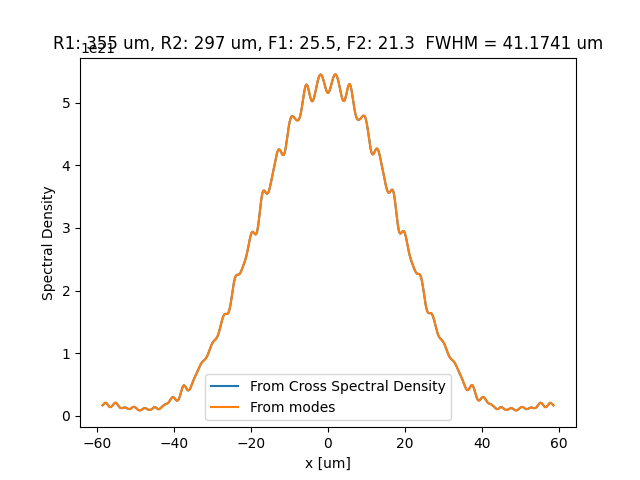 R1: 355 um, R2: 297 um, F1: 25.5, F2: 21.3  FWHM = 41.1741 um
1e21
5
4
3
2
1
0
Spectral Density
From Cross Spectral Density
From modes
−60
−40
−20
0
20
40
60
x [um]